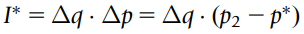 I* = Δq · Δp = Δq · (p₂ − p*)